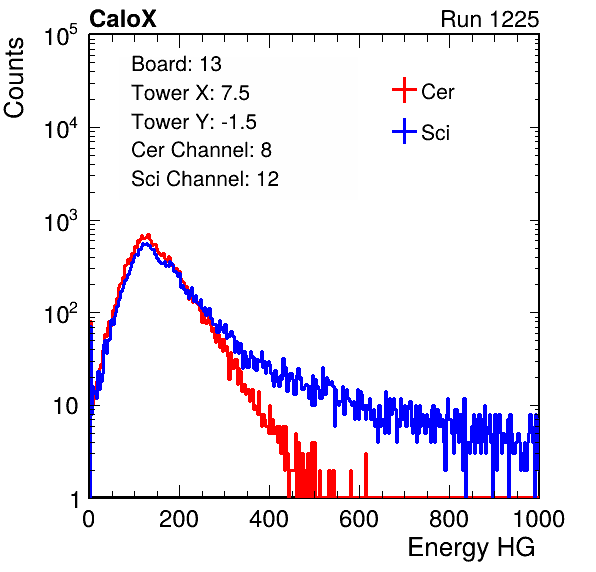 CaloX Run 1225
Counts
Board: 13
Tower X: 7.5
Tower Y: -1.5
Cer Channel: 8
Sci Channel: 12
Cer
Sci
10^5
10^4
10^3
10^2
10
1
0 200 400 600 800 1000
Energy HG